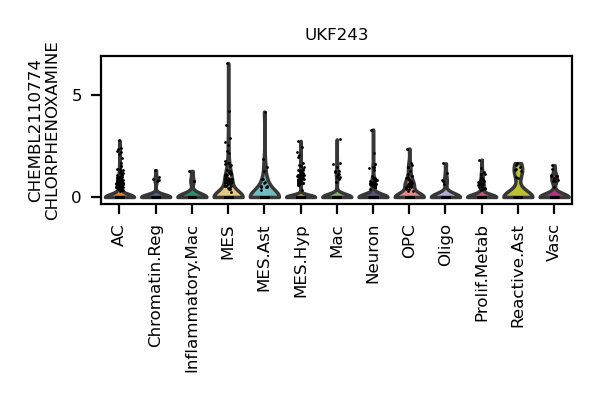 UKF243
CHEMBL2110774
CHLORPHENOXAMINE
5
0
AC
Chromatin.Reg
Inflammatory.Mac
MES
MES.Ast
MES.Hyp
Mac
Neuron
OPC
Oligo
Prolif.Metab
Reactive.Ast
Vasc